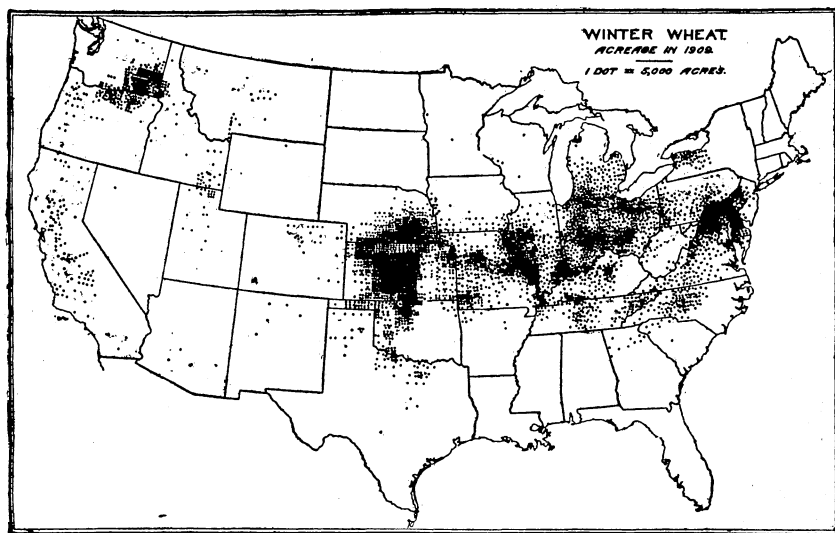 WINTER WHEAT.
ACREAGE IN 1909.
1 DOT = 5,000 ACRES.